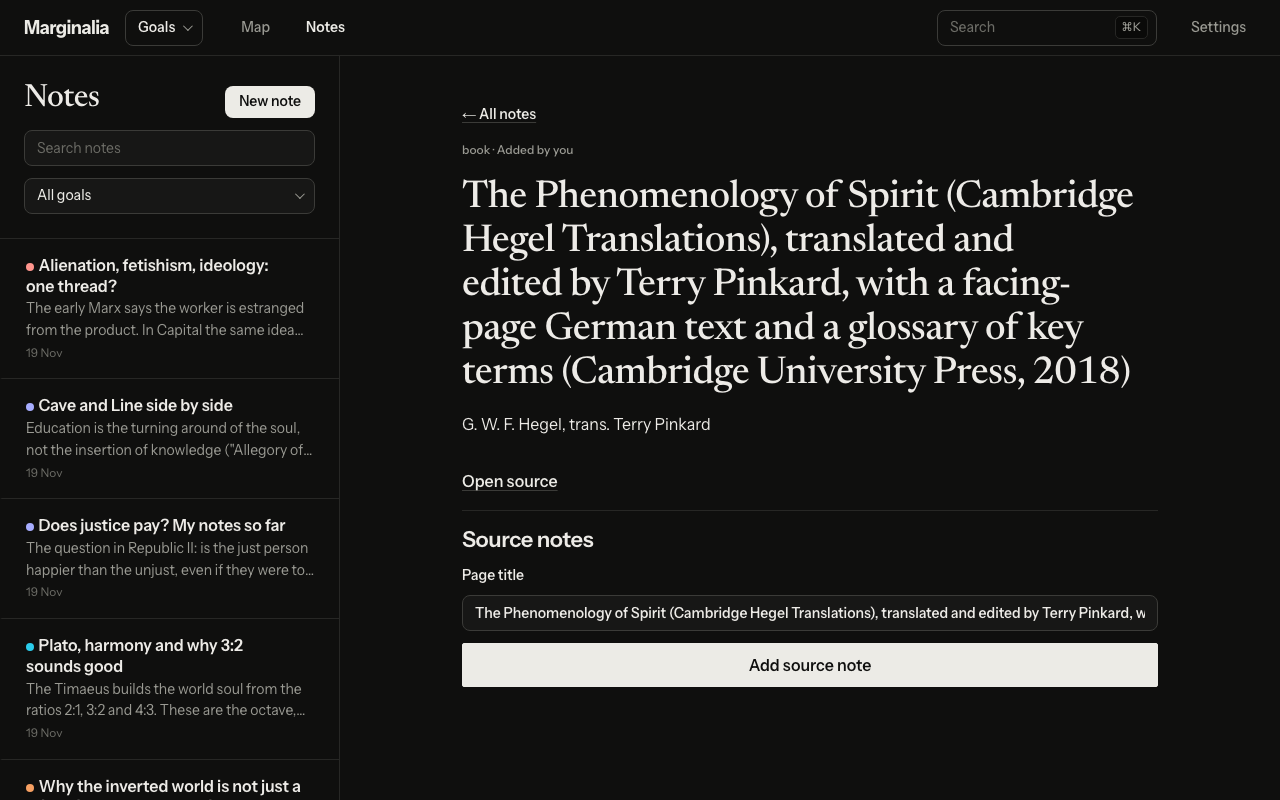 Marginalia
Goals
Map
Notes
Search
⌘K
Settings
Notes
New note
Search notes
All goals
Alienation, fetishism, ideology:
one thread?
The early Marx says the worker is estranged
from the product. In Capital the same idea...
19 Nov
Cave and Line side by side
Education is the turning around of the soul,
not the insertion of knowledge ("Allegory of...
19 Nov
Does justice pay? My notes so far
The question in Republic II: is the just person
happier than the unjust, even if they were to...
19 Nov
Plato, harmony and why 3:2
sounds good
The Timaeus builds the world soul from the
ratios 2:1, 3:2 and 4:3. These are the octave,...
19 Nov
Why the inverted world is not just a
← All notes
book · Added by you
The Phenomenology of Spirit (Cambridge
Hegel Translations), translated and
edited by Terry Pinkard, with a facing-
page German text and a glossary of key
terms (Cambridge University Press, 2018)
G. W. F. Hegel, trans. Terry Pinkard
Open source
Source notes
Page title
The Phenomenology of Spirit (Cambridge Hegel Translations), translated and edited by Terry Pinkard, w
Add source note